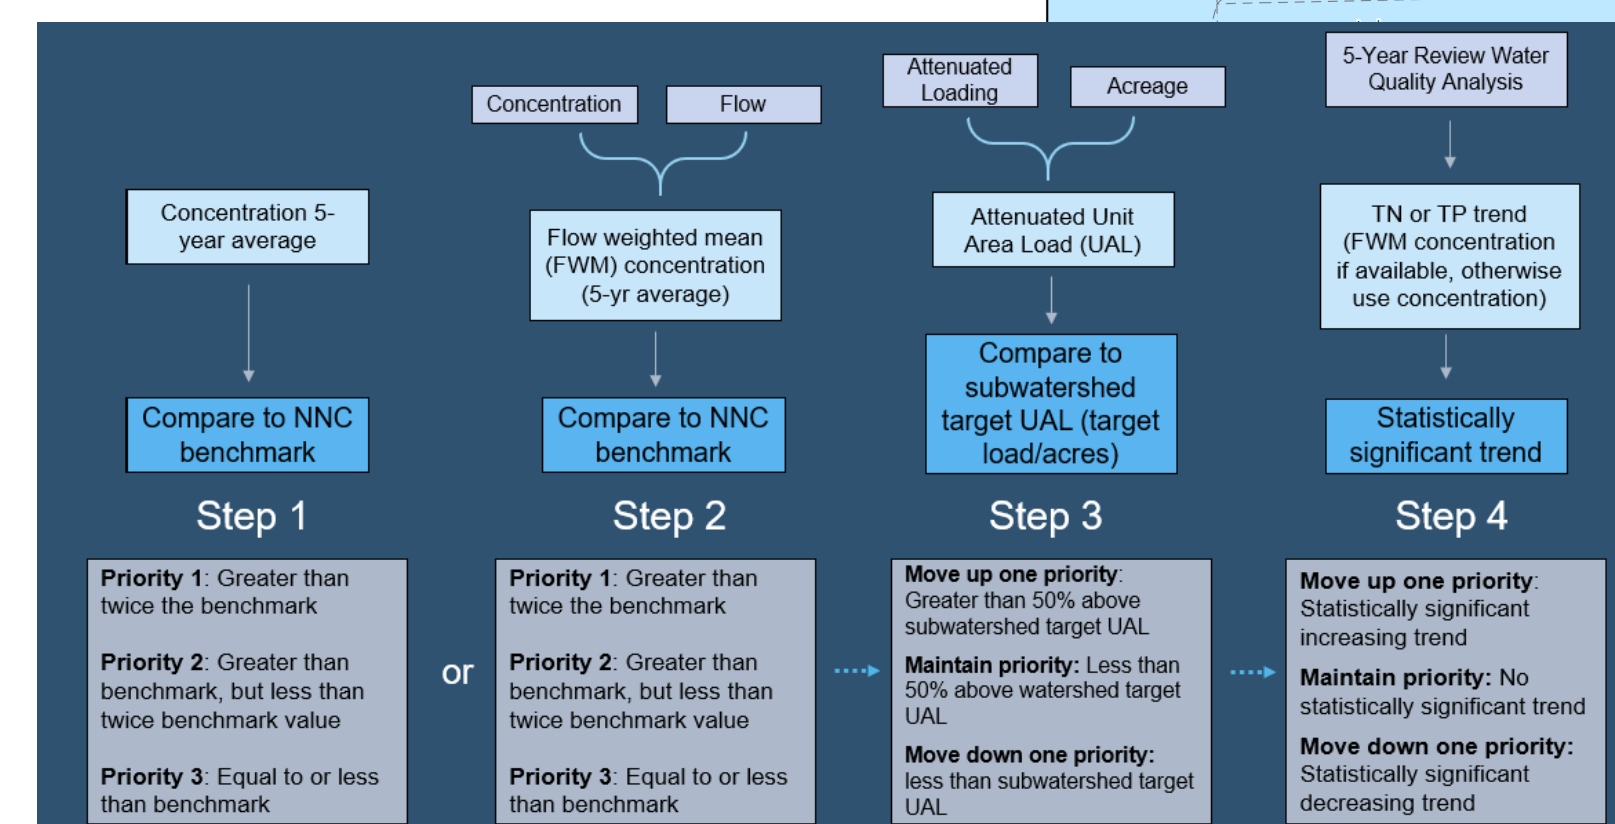 Concentration 5-
year average
Compare to NNC
benchmark
Step 1
Priority 1: Greater than
twice the benchmark
Priority 2: Greater than
benchmark, but less than
twice benchmark value
Priority 3: Equal to or less
than benchmark
or
Concentration
Flow
Flow weighted mean
(FWM) concentration
(5-yr average)
Compare to NNC
benchmark
Step 2
Priority 1: Greater than
twice the benchmark
Priority 2: Greater than
benchmark, but less than
twice benchmark value
Priority 3: Equal to or less
than benchmark
Attenuated
Loading
Acreage
Attenuated Unit
Area Load (UAL)
Compare to
subwatershed
target UAL (target
load/acres)
Step 3
Move up one priority:
Greater than 50% above
subwatershed target UAL
Maintain priority: Less than
50% above watershed target
UAL
Move down one priority:
less than subwatershed target
UAL
5-Year Review Water
Quality Analysis
TN or TP trend
(FWM concentration
if available, otherwise
use concentration)
Statistically
significant trend
Step 4
Move up one priority:
Statistically significant
increasing trend
Maintain priority: No
statistically significant trend
Move down one priority:
Statistically significant
decreasing trend